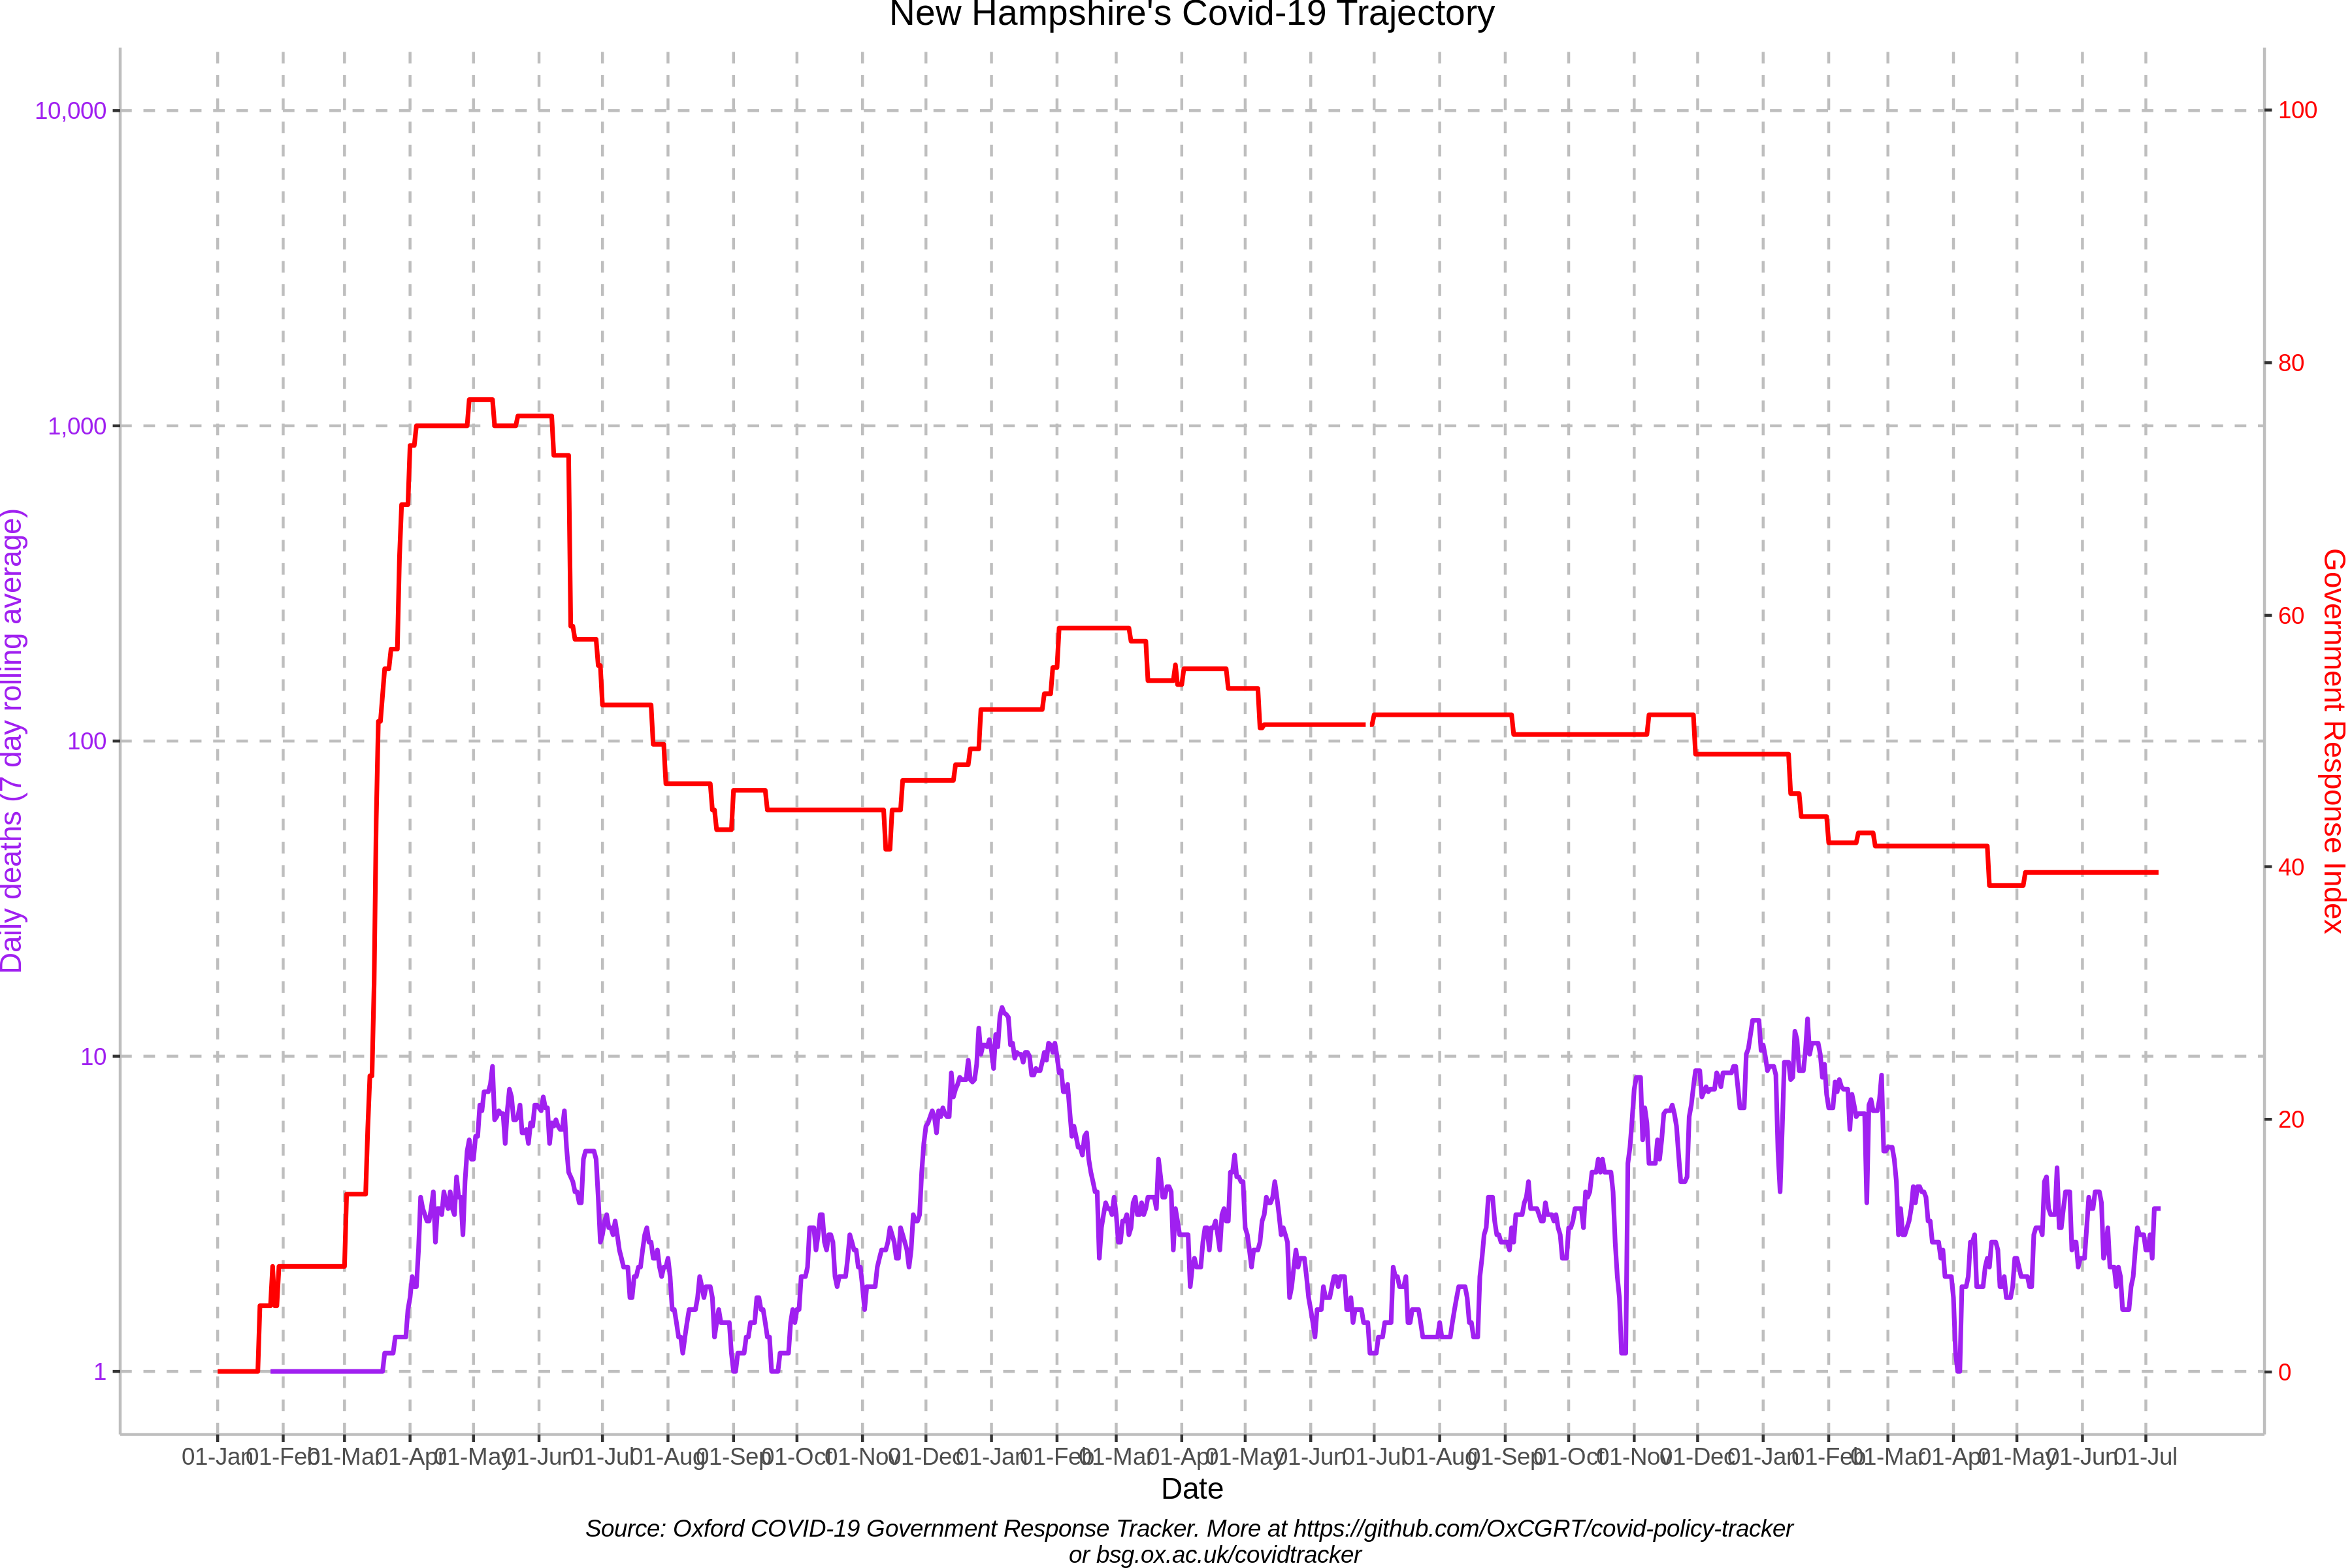 New Hampshire's Covid-19 Trajectory
10,000
1,000
100
10
1
Daily deaths (7 day rolling average)
100
80
60
40
20
0
Government Response Index
01-Jan 01-Feb 01-Mar 01-Apr 01-May 01-Jun 01-Jul 01-Aug 01-Sep 01-Oct 01-Nov 01-Dec 01-Jan 01-Feb 01-Mar 01-Apr 01-May 01-Jun 01-Jul 01-Aug 01-Sep 01-Oct 01-Nov 01-Dec 01-Jan 01-Feb 01-Mar 01-Apr 01-May 01-Jun 01-Jul
Date
Source: Oxford COVID-19 Government Response Tracker. More at https://github.com/OxCGRT/covid-policy-tracker
or bsg.ox.ac.uk/covidtracker